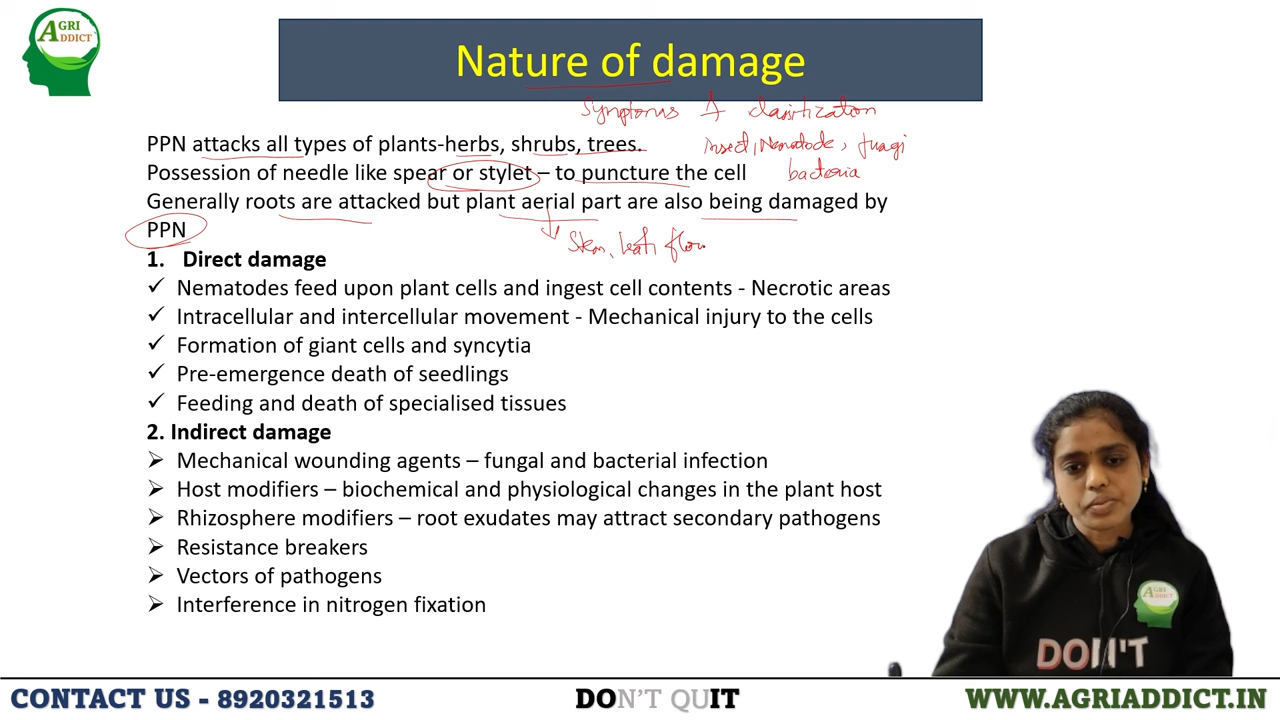 AGRI
ADDICT
Nature of damage
Symptoms & classification
PPN attacks all types of plants-herbs, shrubs, trees.
insect, Nematode, fungi
Possession of needle like spear or stylet – to puncture the cell
bacteria
Generally roots are attacked but plant aerial part are also being damaged by
PPN
Stem, leaf, flow
1. Direct damage
✓ Nematodes feed upon plant cells and ingest cell contents - Necrotic areas
✓ Intracellular and intercellular movement - Mechanical injury to the cells
✓ Formation of giant cells and syncytia
✓ Pre-emergence death of seedlings
✓ Feeding and death of specialised tissues
2. Indirect damage
➢ Mechanical wounding agents – fungal and bacterial infection
➢ Host modifiers – biochemical and physiological changes in the plant host
➢ Rhizosphere modifiers – root exudates may attract secondary pathogens
➢ Resistance breakers
➢ Vectors of pathogens
➢ Interference in nitrogen fixation
AGRI
ADDICT
DON'T
CONTACT US - 8920321513
DON'T QUIT
WWW.AGRIADDICT.IN